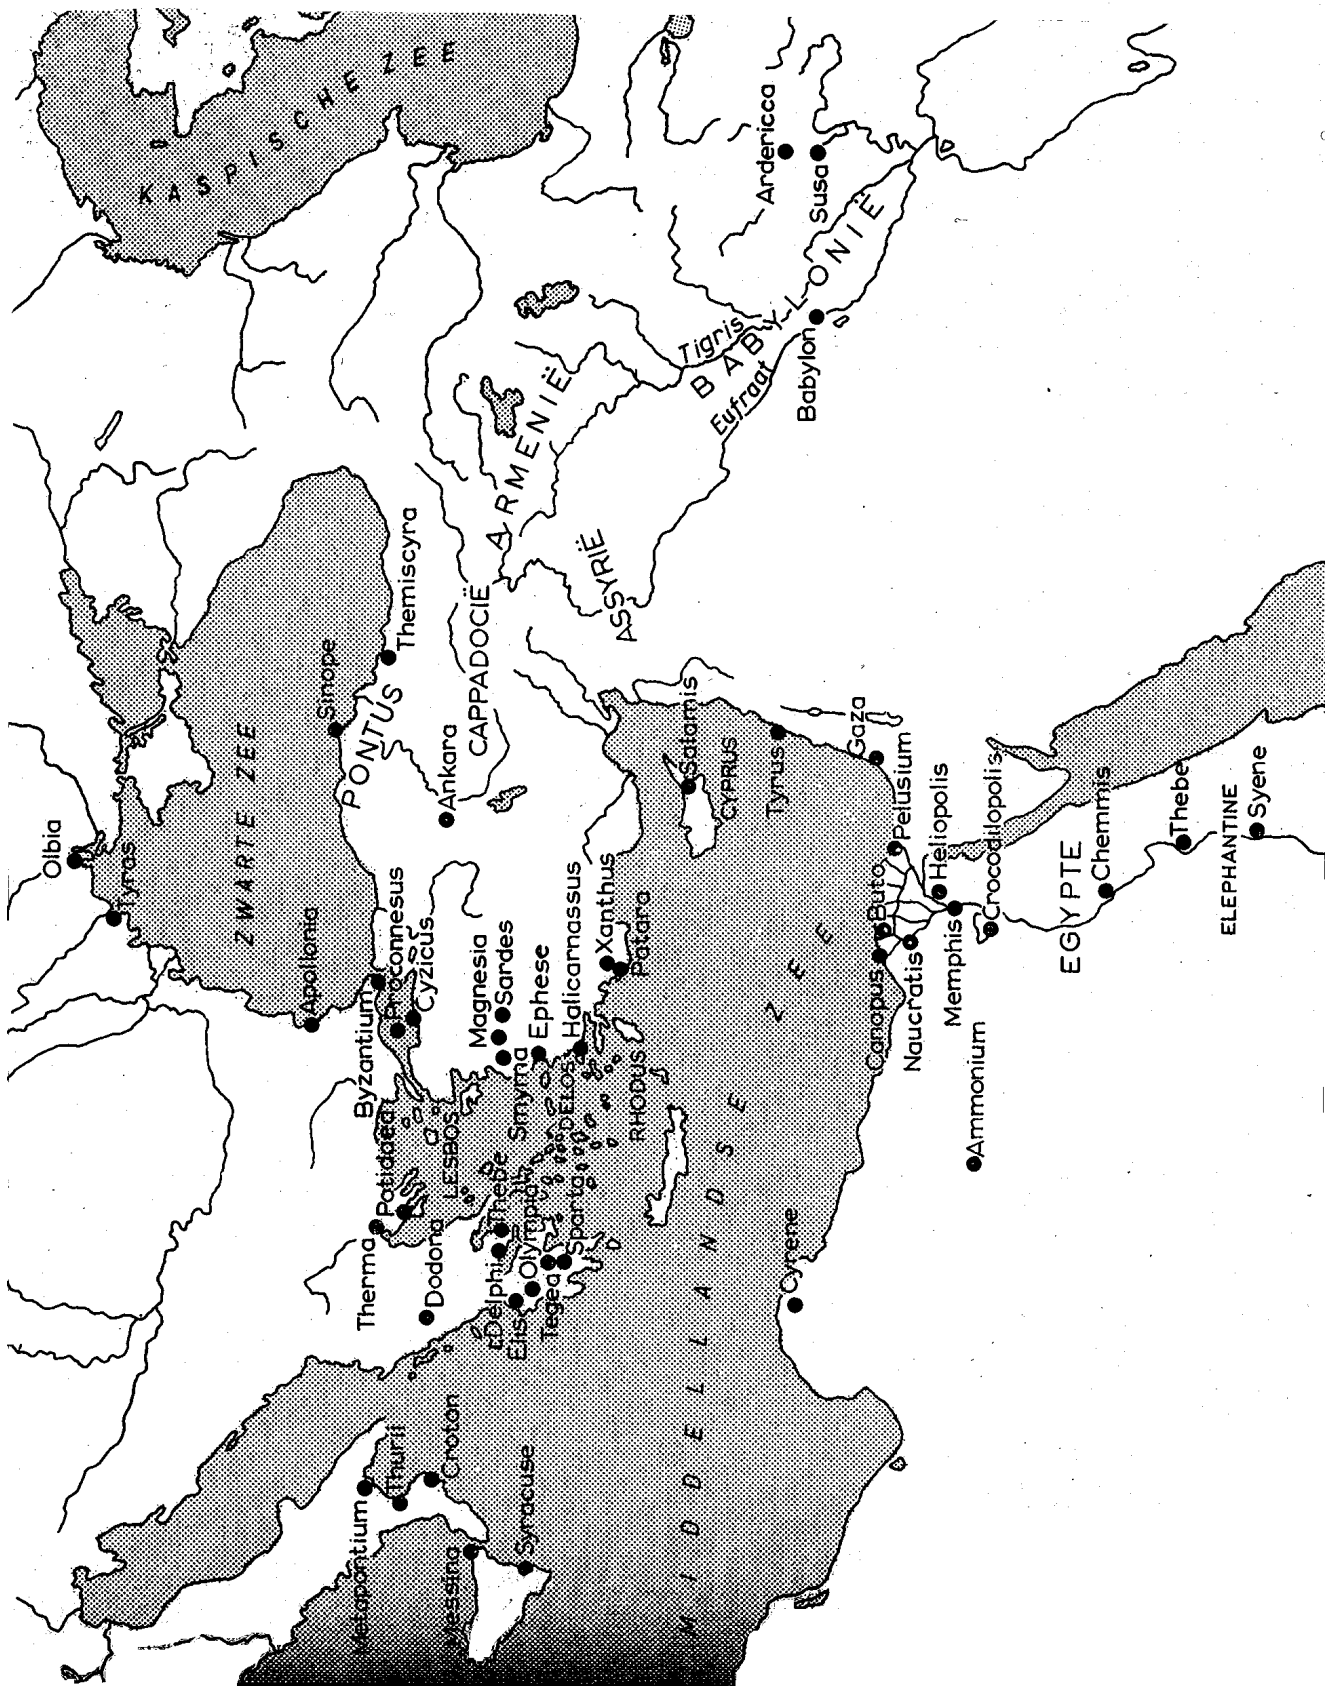 KASPISCHE ZEE
ZWARTE ZEE
MIDDELLANDSE ZEE
Olbia
Tyras
Apollonia
Sinope
Themiscyra
PONTUS
Ankara
CAPPADOCIË
ARMENIË
ASSYRIË
Tigris
Eufraat
BABYLONIË
Babylon
Susa
Ardericca
Byzantium
Proconnesus
Cyzicus
Magnesia
Sardes
Smyrna
Ephese
Halicarnassus
Xanthus
Patara
RHODUS
DELOS
LESBOS
Potidaea
Therma
Dodona
Delphi
Thebe
Elis
Olympia
Tegea
Sparta
Metapontium
Thurii
Croton
Messina
Syracuse
Salamis
CYPRUS
Tyrus
Gaza
Pelusium
Buto
Canopus
Naucratis
Heliopolis
Memphis
Crocodilopolis
Ammonium
Cyrene
EGYPTE
Chemmis
Thebe
ELEPHANTINE
Syene